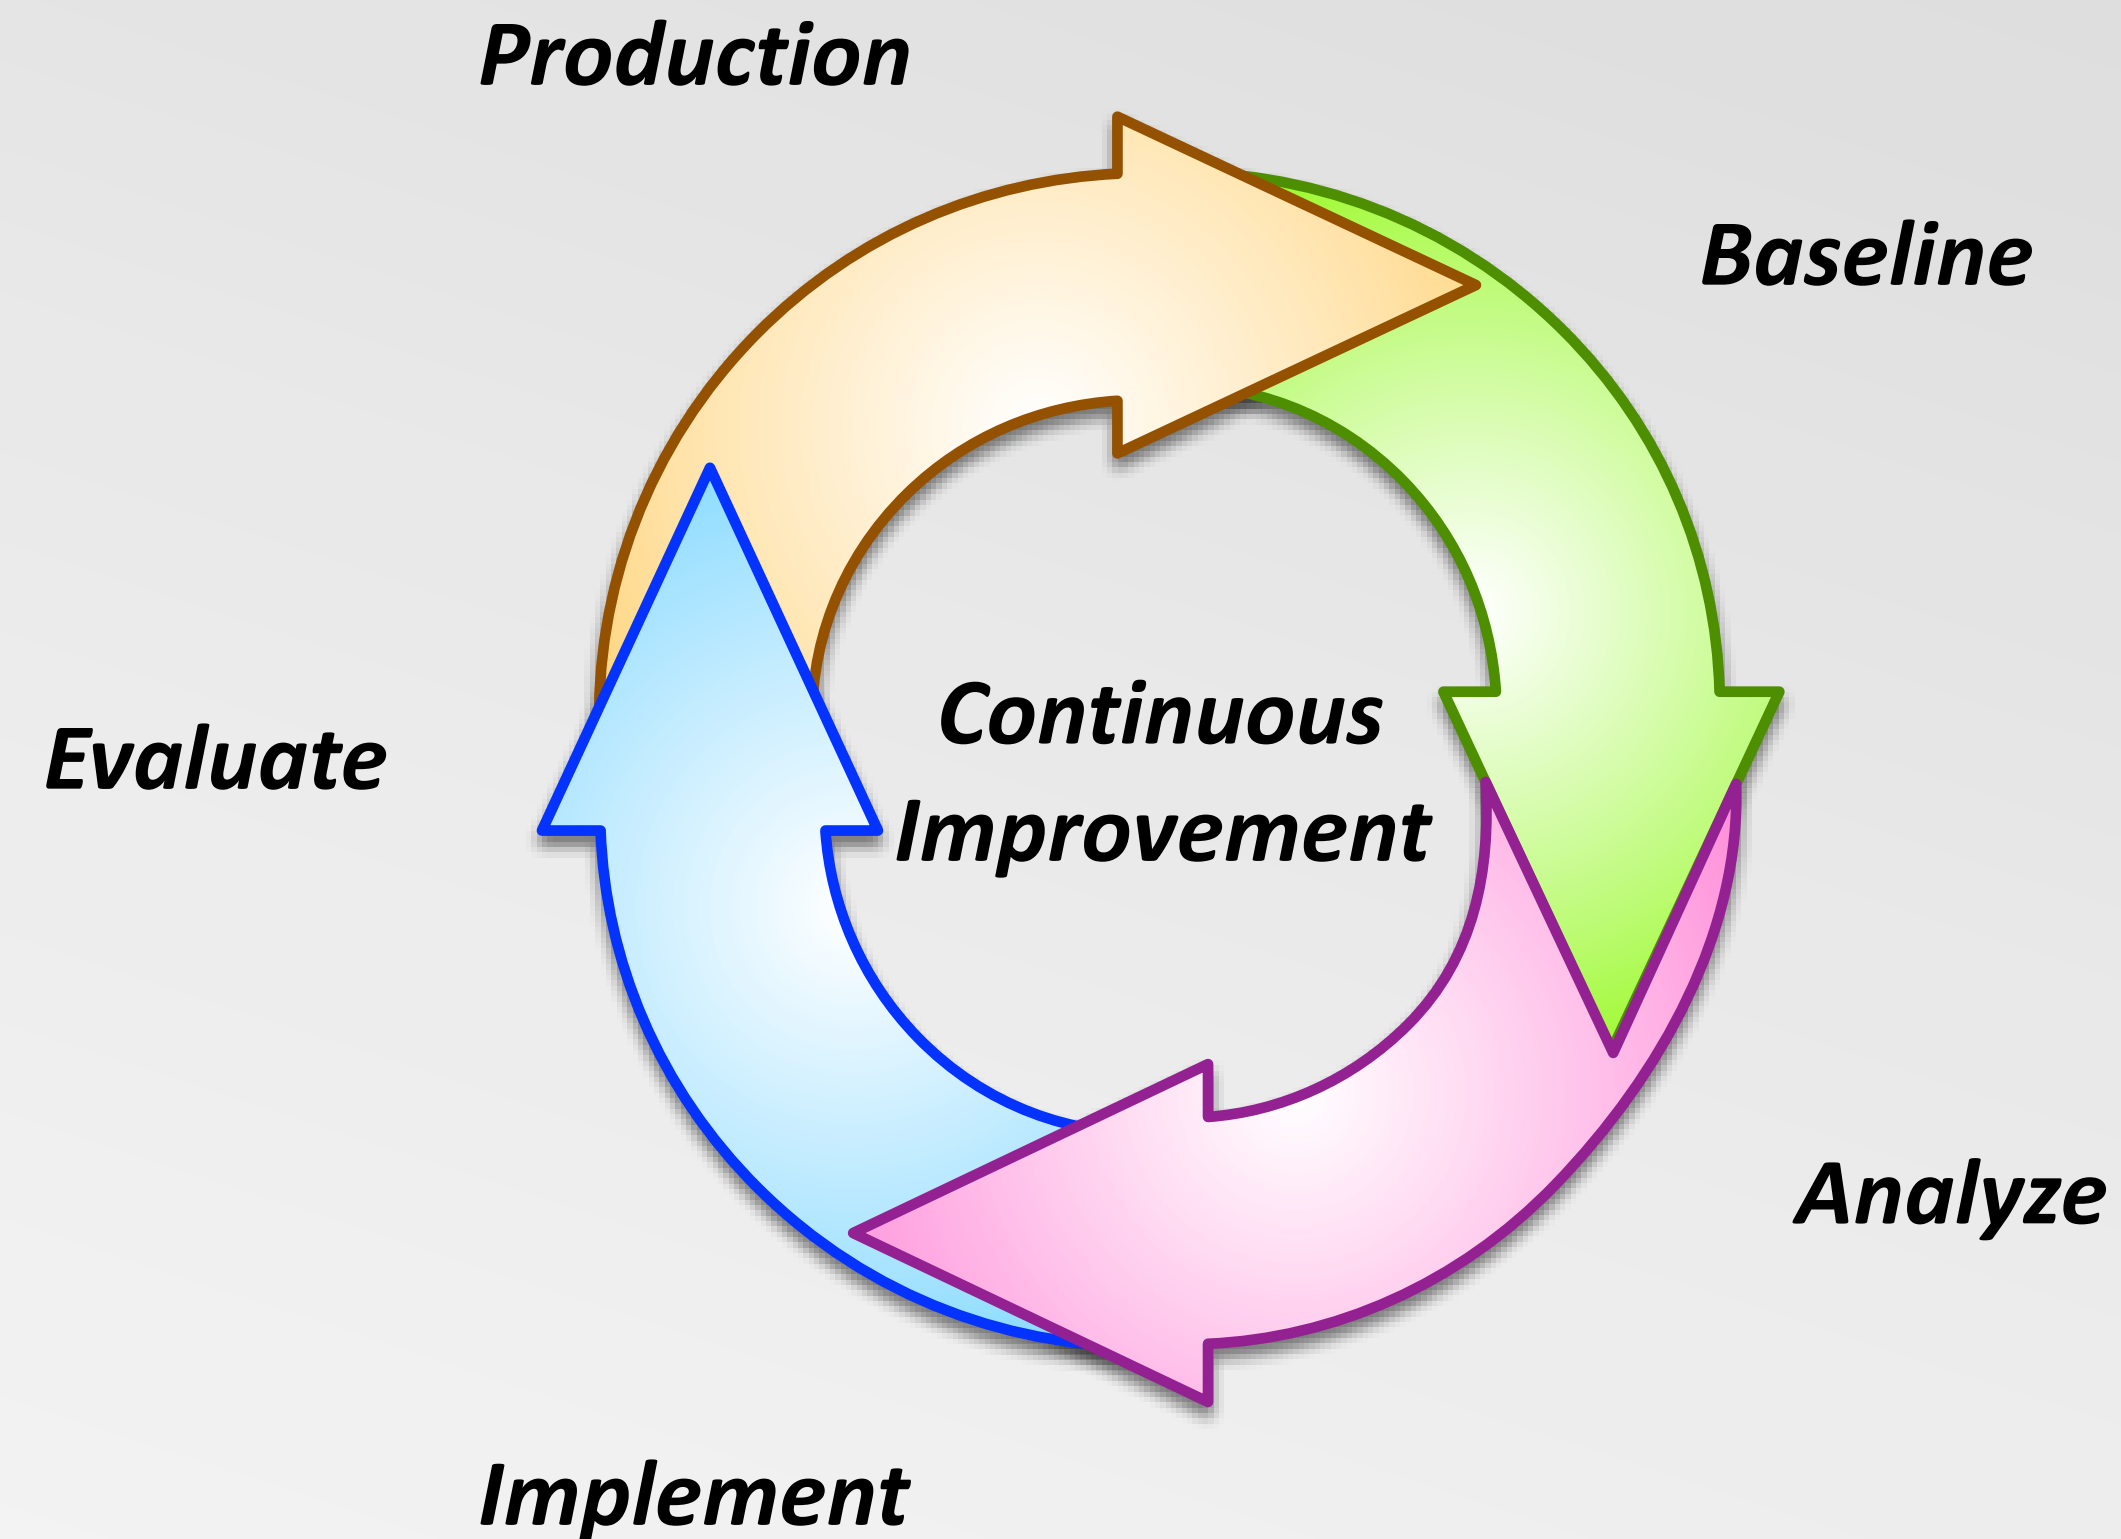 Production
Baseline
Continuous
Improvement
Evaluate
Analyze
Implement